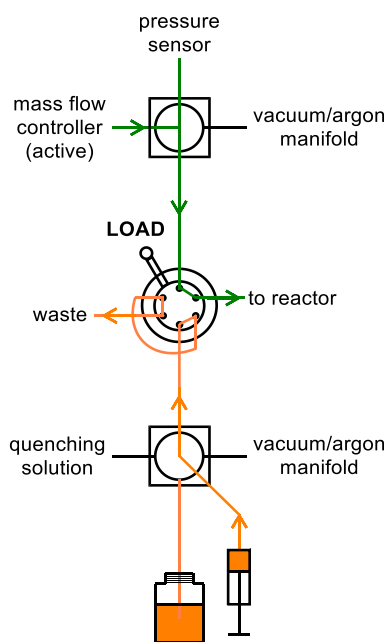 pressure
sensor
mass flow
controller
(active)
vacuum/argon
manifold
LOAD
waste
to reactor
quenching
solution
vacuum/argon
manifold